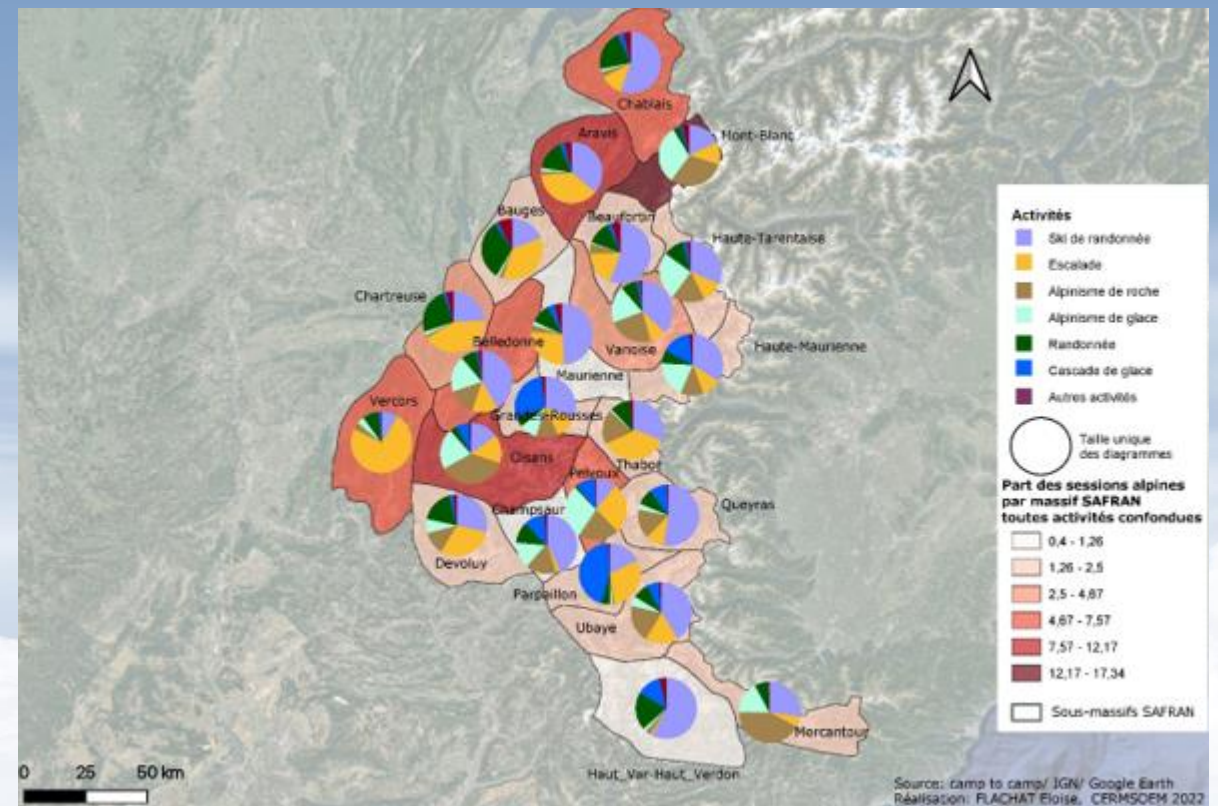 Chablais
Aravis
Mont-Blanc
Bauges
Beaufortin
Haute-Tarentaise
Chartreuse
Belledonne
Vanoise
Haute-Maurienne
Maurienne
Vercors
Grandes-Rousses
Oisans
Thabor
Pelvoux
Queyras
Champsaur
Devoluy
Parpaillon
Ubaye
Mercantour
Haut_Var-Haut_Verdon
Activités
Ski de randonnée
Escalade
Alpinisme de roche
Alpinisme de glace
Randonnée
Cascade de glace
Autres activités
Taille unique
des diagrammes
Part des sessions alpines
par massif SAFRAN
toutes activités confondues
0,4 - 1,26
1,26 - 2,5
2,5 - 4,67
4,67 - 7,57
7,57 - 12,17
12,17 - 17,34
Sous-massifs SAFRAN
0 25 50 km
Source: camp to camp/ IGN/ Google Earth
Réalisation: FLACHAT Eloise, CERMSOEM 2022